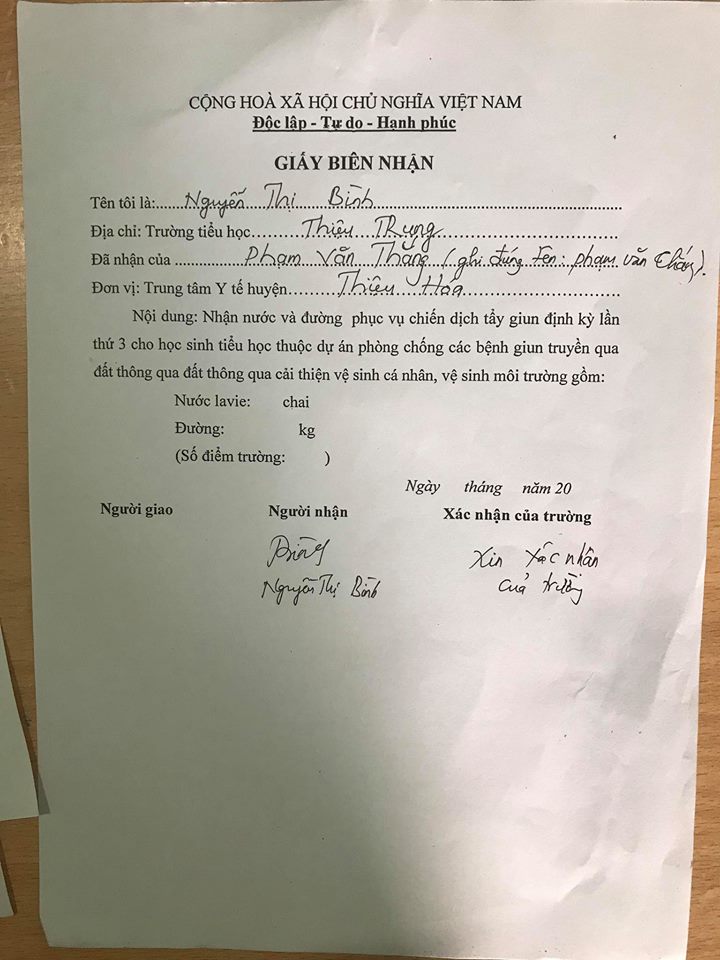 CỘNG HOÀ XÃ HỘI CHỦ NGHĨA VIỆT NAM
Độc lập - Tự do - Hạnh phúc
GIẤY BIÊN NHẬN
Tên tôi là: Nguyễn Thị Bình
Địa chỉ: Trường tiểu học Thiệu Trung
Đã nhận của Phạm Văn Thắng (ghi đúng tên: phạm văn
Đơn vị: Trung tâm Y tế huyện Thiệu Hoá
Nội dung: Nhận nước và đường phục vụ chiến dịch tẩy giun định kỳ lần
thứ 3 cho học sinh tiểu học thuộc dự án phòng chống các bệnh giun truyền qua
đất thông qua đất thông qua cải thiện vệ sinh cá nhân, vệ sinh môi trường gồm:
Nước lavie: chai
Đường: kg
(Số điểm trường: )
Ngày tháng năm 20
Người giao Người nhận Xác nhận của trường
Bình Xin xác nhân
Nguyễn Thị Bình của trường